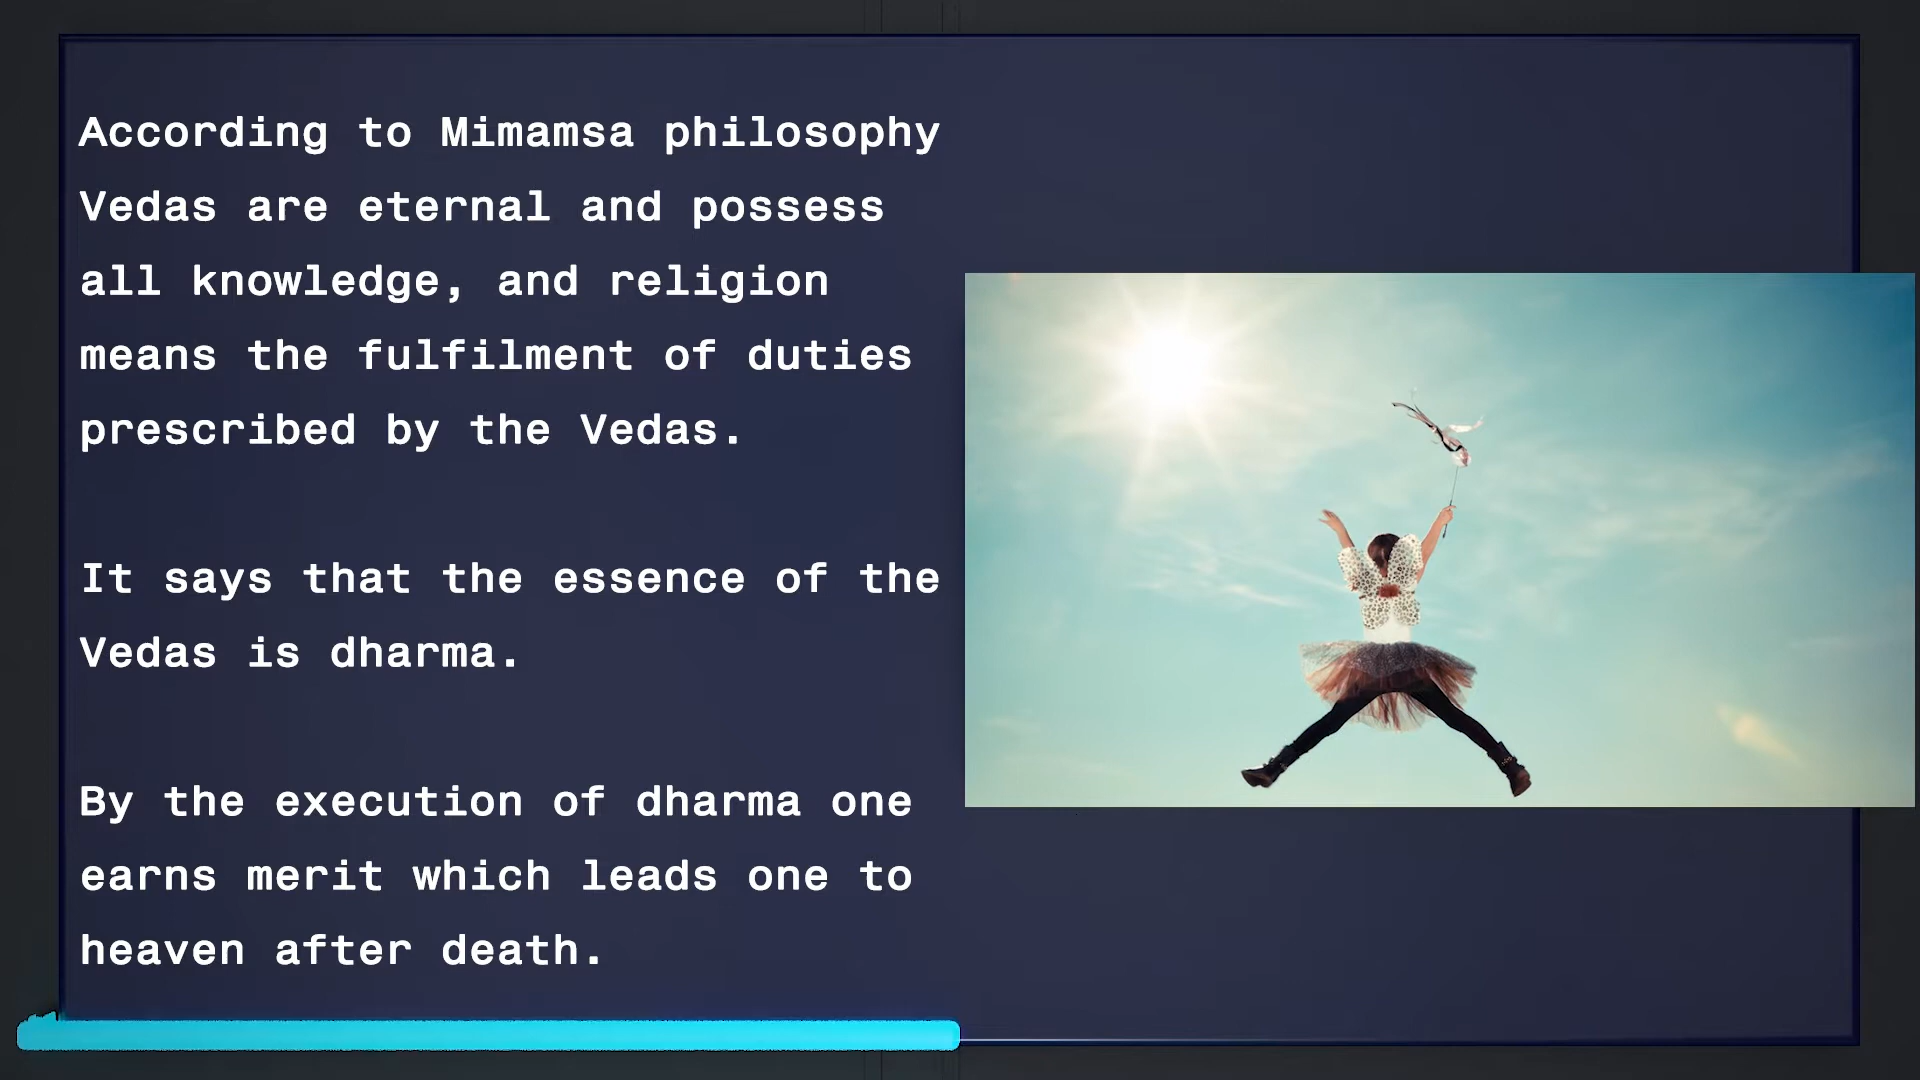 According to Mimamsa philosophy
Vedas are eternal and possess
all knowledge, and religion
means the fulfilment of duties
prescribed by the Vedas.
It says that the essence of the
Vedas is dharma.
By the execution of dharma one
earns merit which leads one to
heaven after death.